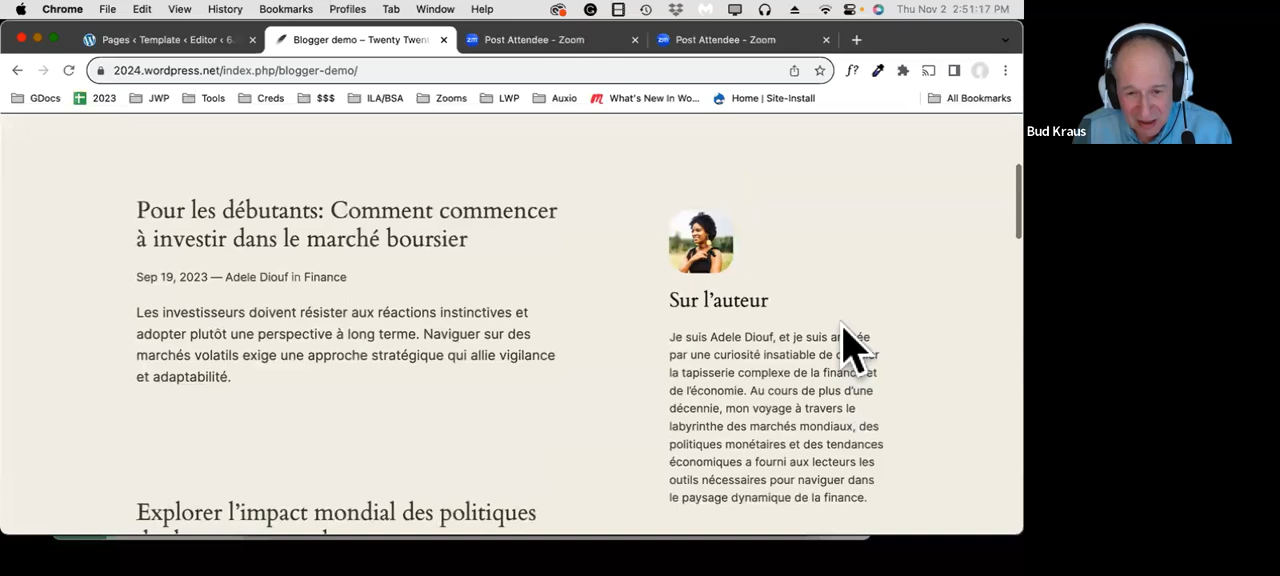 Chrome File Edit View History Bookmarks Profiles Tab Window Help Thu Nov 2 2:51:17 PM
Pages ‹ Template ‹ Editor ‹ 6. Blogger demo – Twenty Twen Post Attendee - Zoom Post Attendee - Zoom
2024.wordpress.net/index.php/blogger-demo/
GDocs 2023 JWP Tools Creds $$$ ILA/BSA Zooms LWP Auxio What's New In Wo... Home | Site-Install All Bookmarks
Bud Kraus
Pour les débutants: Comment commencer
à investir dans le marché boursier
Sep 19, 2023 — Adele Diouf in Finance
Les investisseurs doivent résister aux réactions instinctives et
adopter plutôt une perspective à long terme. Naviguer sur des
marchés volatils exige une approche stratégique qui allie vigilance
et adaptabilité.
Explorer l’impact mondial des politiques
Sur l’auteur
Je suis Adele Diouf, et je suis
par une curiosité insatiable de
la tapisserie complexe de la et
de l’économie. Au cours de plus d’une
décennie, mon voyage à travers le
labyrinthe des marchés mondiaux, des
politiques monétaires et des tendances
économiques a fourni aux lecteurs les
outils nécessaires pour naviguer dans
le paysage dynamique de la finance.